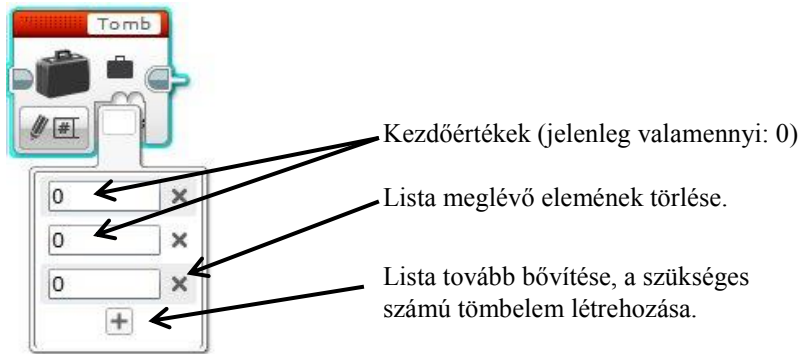 Tomb
#
Kezdőértékek (jelenleg valamennyi: 0)
0
Lista meglévő elemének törlése.
0
0
Lista tovább bővítése, a szükséges
számú tömbelem létrehozása.